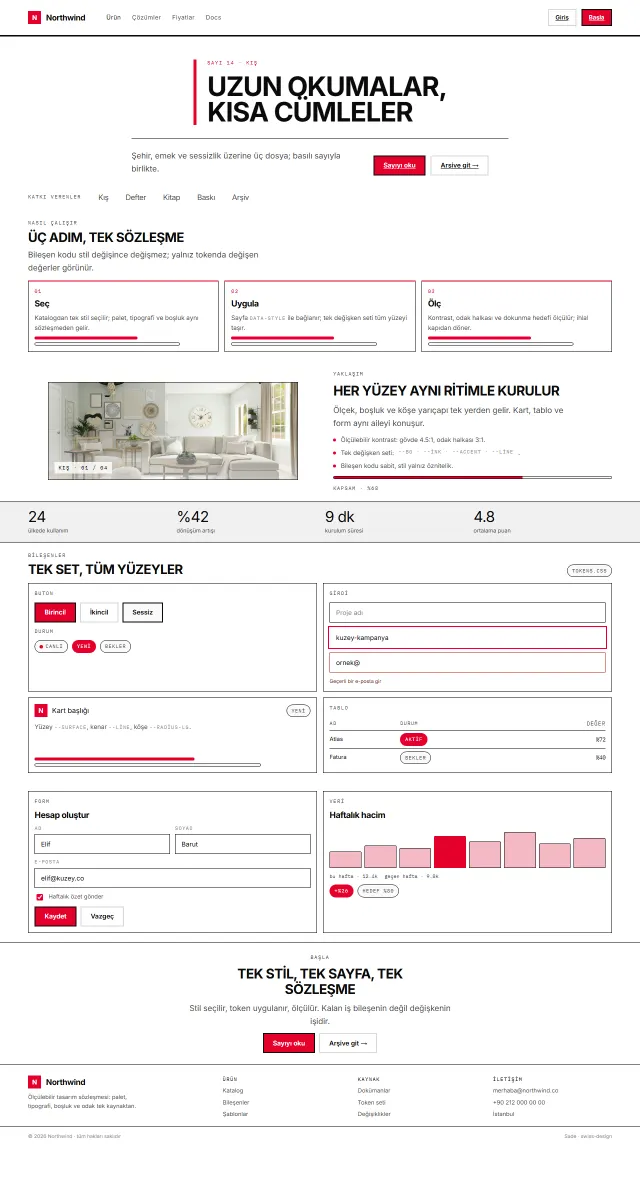 N Northwind Ürün Çözümler Fiyatlar Docs Giriş Başla
SAYI 14 · KIŞ
UZUN OKUMALAR,
KISA CÜMLELER
Şehir, emek ve sessizlik üzerine üç dosya; basılı sayıyla
birlikte.
Sayıyı oku Arşive git →
KATKI VERENLER Kış Defter Kitap Baskı Arşiv
NASIL ÇALIŞIR
ÜÇ ADIM, TEK SÖZLEŞME
Bileşen kodu stil değişince değişmez; yalnız tokenda değişen
değerler görünür.
01
Seç
Katalogdan tek stil seçilir; palet, tipografi ve boşluk aynı
sözleşmeden gelir.
02
Uygula
Sayfa DATA-STYLE ile bağlanır; tek değişken seti tüm yüzeyi
taşır.
03
Ölç
Kontrast, odak halkası ve dokunma hedefi ölçülür; ihlal
kapıdan döner.
KIŞ · 01 / 04
YAKLAŞIM
HER YÜZEY AYNI RİTİMLE KURULUR
Ölçek, boşluk ve köşe yarıçapı tek yerden gelir. Kart, tablo ve
form aynı aileyi konuşur.
Ölçülebilir kontrast: gövde 4.5:1, odak halkası 3:1.
Tek değişken seti: --BG · --INK · --ACCENT · --LINE .
Bileşen kodu sabit, stil yalnız öznitelik.
KAPSAM · %68
24
ülkede kullanım
%42
dönüşüm artışı
9 dk
kurulum süresi
4.8
ortalama puan
BİLEŞENLER
TEK SET, TÜM YÜZEYLER
TOKENS.CSS
BUTON
Birincil İkincil Sessiz
DURUM
CANLI YENİ BEKLER
GİRDİ
Proje adı
kuzey-kampanya
ornek@
Geçerli bir e-posta gir
N Kart başlığı YENİ
Yüzey --SURFACE, kenar --LINE, köşe --RADIUS-LG.
TABLO
AD DURUM DEĞER
Atlas AKTİF %72
Fatura BEKLER %40
FORM
Hesap oluştur
AD SOYAD
Elif Barut
E-POSTA
elif@kuzey.co
Haftalık özet gönder
Kaydet Vazgeç
VERİ
Haftalık hacim
bu hafta · 12.4k geçen hafta · 9.8k
+%26 HEDEF %80
BAŞLA
TEK STİL, TEK SAYFA, TEK
SÖZLEŞME
Stil seçilir, token uygulanır, ölçülür. Kalan iş bileşenin değil değişkenin
işidir.
Sayıyı oku Arşive git →
N Northwind
Ölçülebilir tasarım sözleşmesi: palet,
tipografi, boşluk ve odak tek kaynaktan.
ÜRÜN
Katalog
Bileşenler
Şablonlar
KAYNAK
Dokümanlar
Token seti
Değişiklikler
İLETİŞİM
merhaba@northwind.co
+90 212 000 00 00
İstanbul
© 2026 Northwind · tüm hakları saklıdır Sade · swiss-design